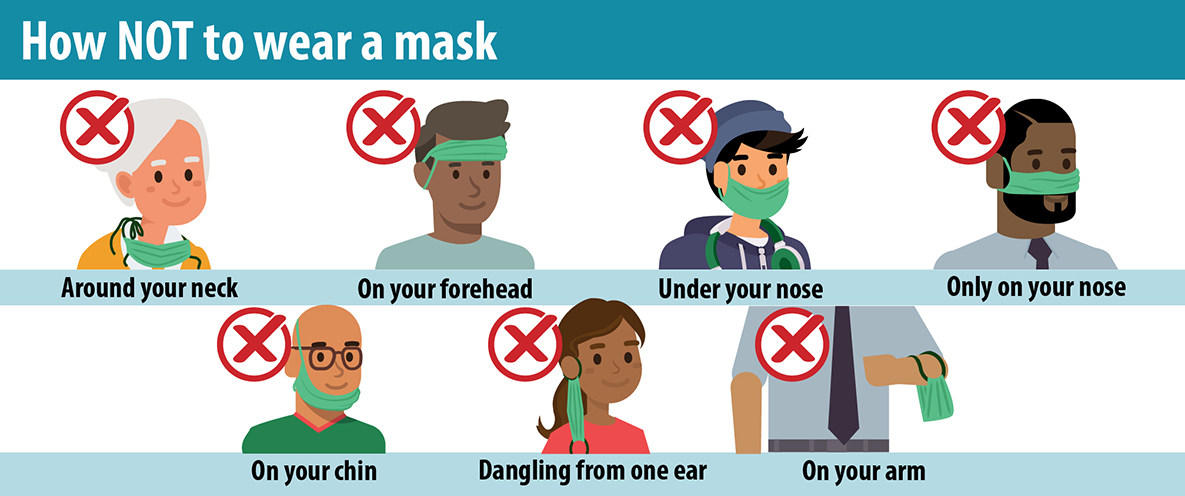 How NOT to wear a mask
Around your neck
On your forehead
Under your nose
Only on your nose
On your chin
Dangling from one ear
On your arm